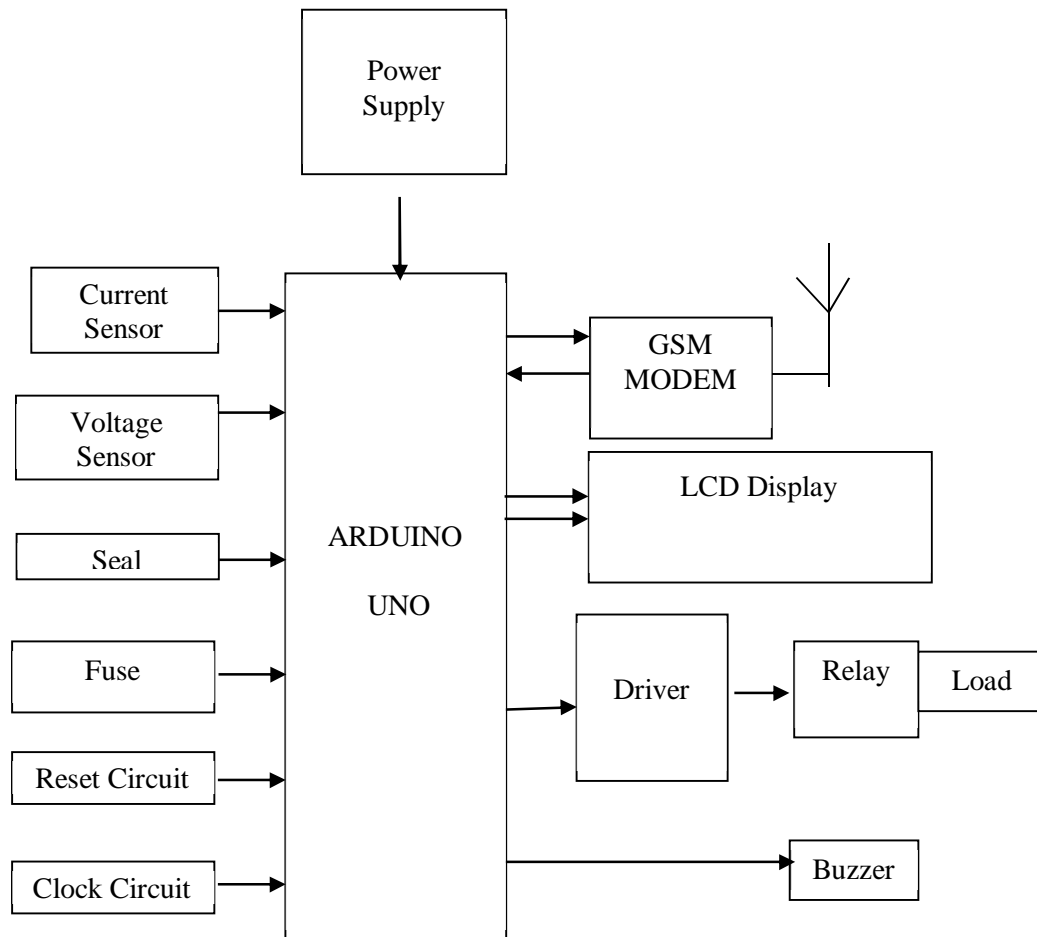 Power
Supply
Current
Sensor
GSM
MODEM
Voltage
Sensor
LCD Display
ARDUINO
UNO
Seal
Fuse
Driver
Relay
Load
Reset Circuit
Clock Circuit
Buzzer